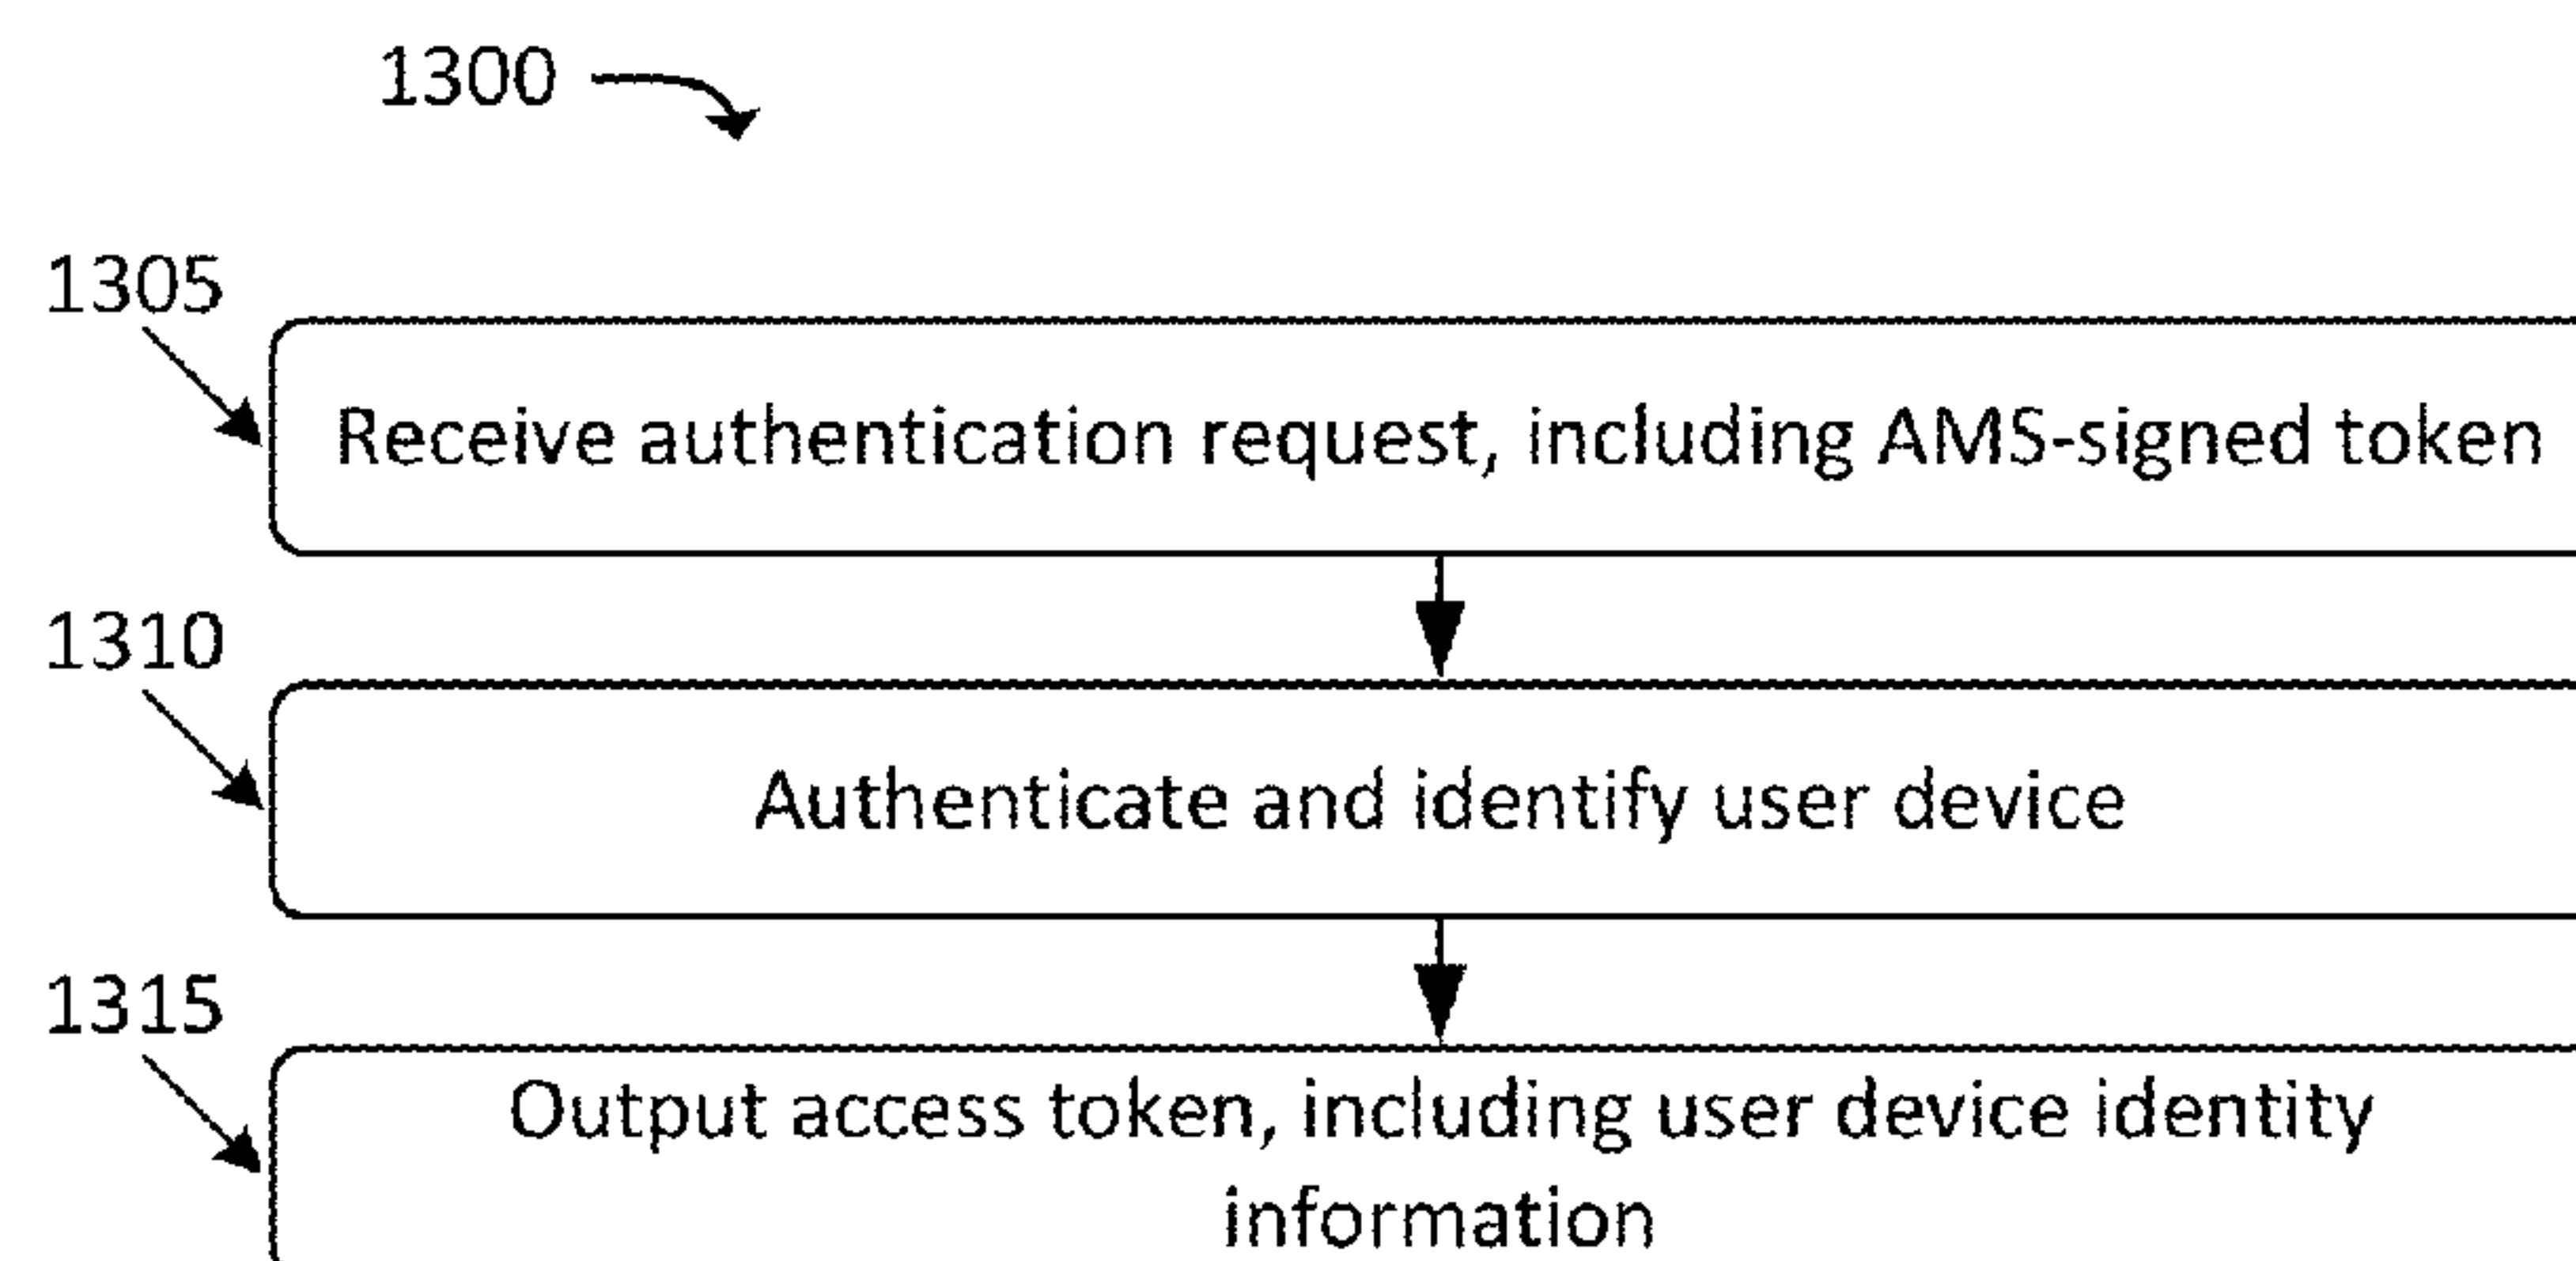 1300
1305
Receive authentication request, including AMS-signed token
1310
Authenticate and identify user device
1315
Output access token, including user device identity
information